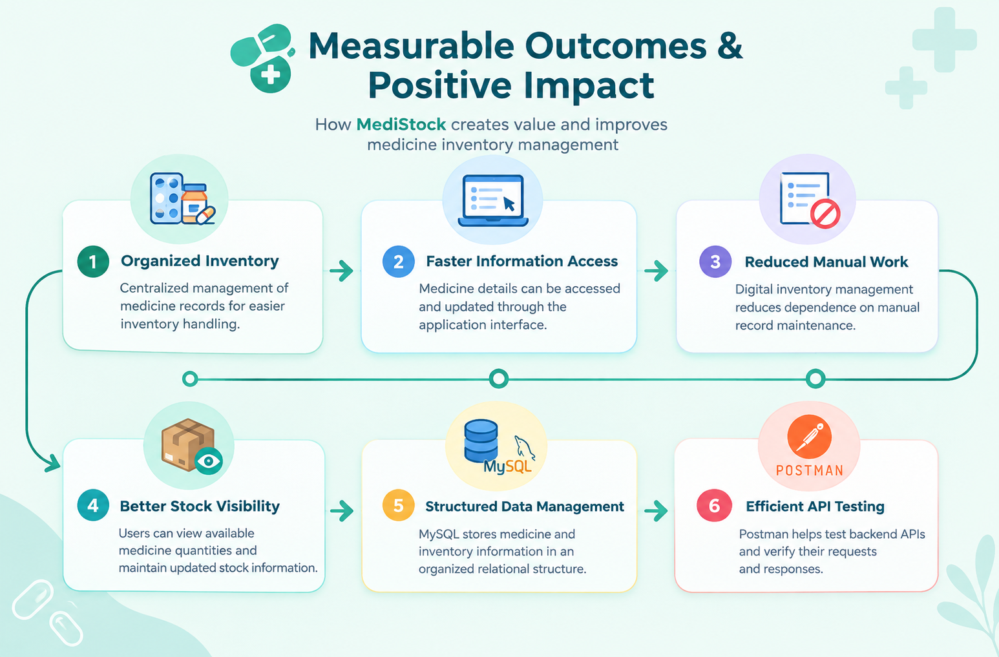 Measurable Outcomes &
Positive Impact
How MediStock creates value and improves
medicine inventory management
1
Organized Inventory
Centralized management of
medicine records for easier
inventory handling.
2
Faster Information Access
Medicine details can be accessed
and updated through the
application interface.
3
Reduced Manual Work
Digital inventory management
reduces dependence on manual
record maintenance.
4
Better Stock Visibility
Users can view available
medicine quantities and
maintain updated stock information.
MySQL
5
Structured Data Management
MySQL stores medicine and
inventory information in an
organized relational structure.
POSTMAN
6
Efficient API Testing
Postman helps test backend APIs
and verify their requests
and responses.